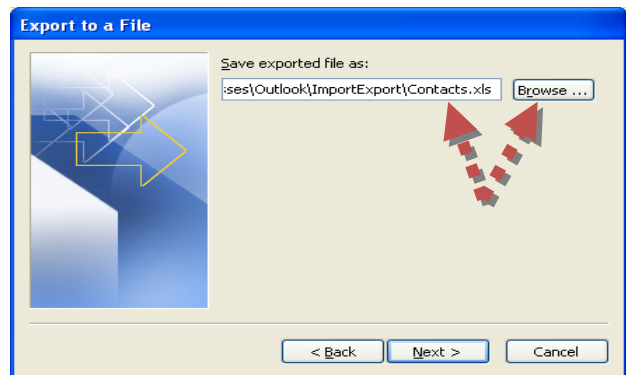 Export to a File
Save exported file as:
:ses\Outlook\ImportExport\Contacts.xls
Browse ...
< Back
Next >
Cancel